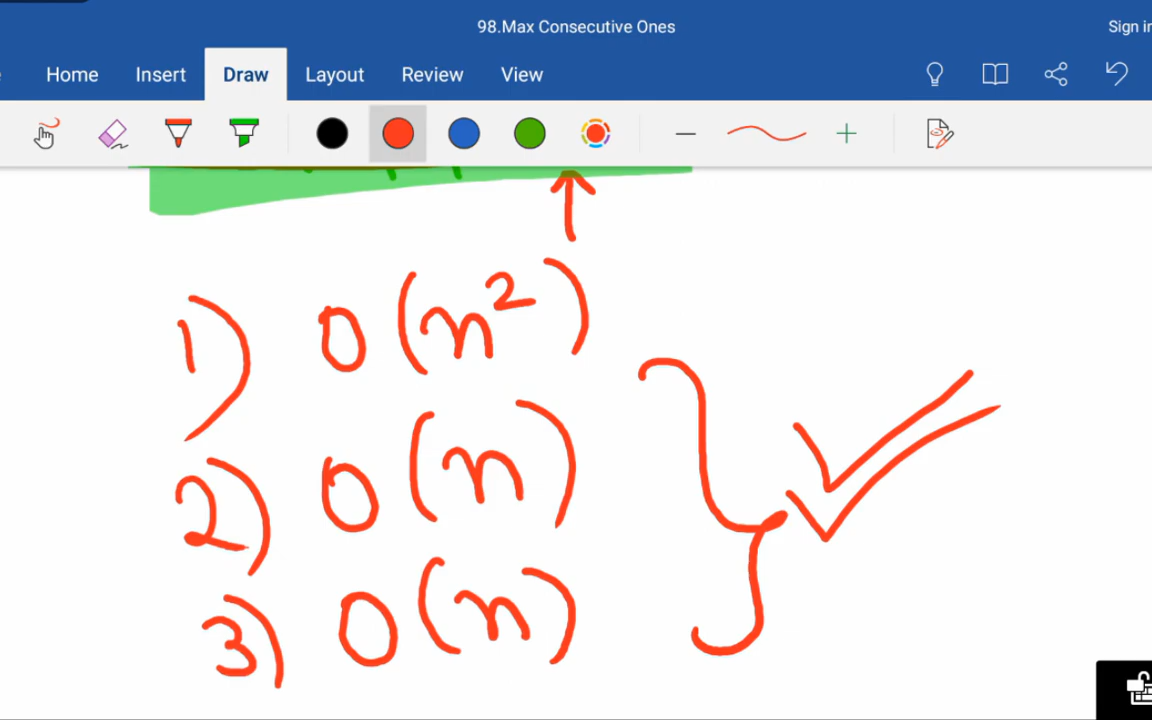 98.Max Consecutive Ones
Sign in
Home Insert Draw Layout Review View
1) O(n²)
2) O(n)
3) O(n)